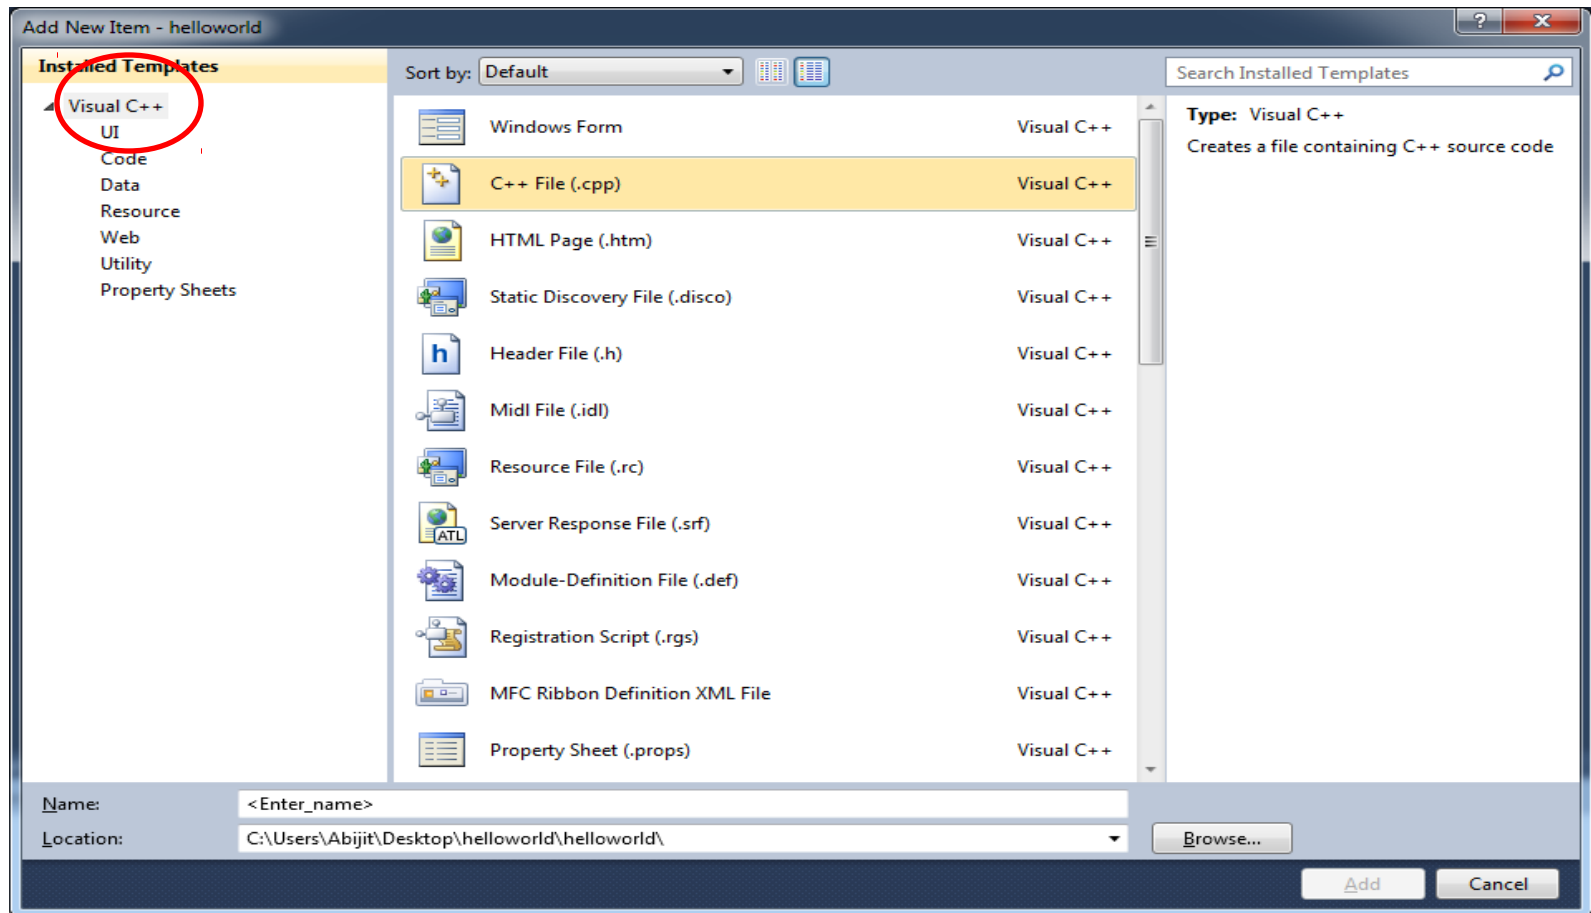 Add New Item - helloworld
Installed Templates
Visual C++
UI
Code
Data
Resource
Web
Utility
Property Sheets
Sort by: Default
Windows Form Visual C++
C++ File (.cpp) Visual C++
HTML Page (.htm) Visual C++
Static Discovery File (.disco) Visual C++
h Header File (.h) Visual C++
Midl File (.idl) Visual C++
Resource File (.rc) Visual C++
ATL Server Response File (.srf) Visual C++
Module-Definition File (.def) Visual C++
Registration Script (.rgs) Visual C++
MFC Ribbon Definition XML File Visual C++
Property Sheet (.props) Visual C++
Search Installed Templates
Type: Visual C++
Creates a file containing C++ source code
Name: <Enter_name>
Location: C:\Users\Abijit\Desktop\helloworld\helloworld\
Browse...
Add Cancel